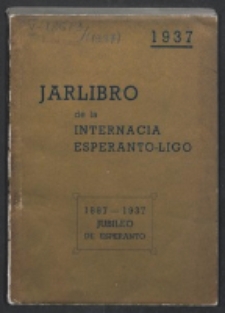 1937
JARLIBRO
de la
INTERNACIA
ESPERANTO-LIGO
1887 – 1937
JUBILEO
DE ESPERANTO